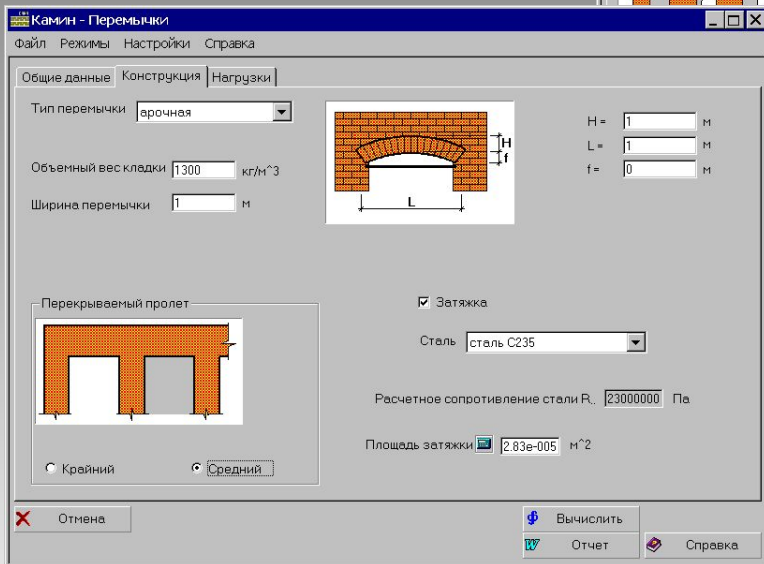 Камин - Перемычки
Файл Режимы Настройки Справка
Общие данные Конструкция Нагрузки
Тип перемычки арочная
H = 1 м
L = 1 м
f = 0 м
H
f
L
Объемный вес кладки 1300 кг/м^3
Ширина перемычки 1 м
Перекрываемый пролет
Крайний Средний
Затяжка
Сталь сталь С235
Расчетное сопротивление стали R.. 23000000 Па
Площадь затяжки 2.83e-005 м^2
Отмена
Вычислить
Отчет Справка